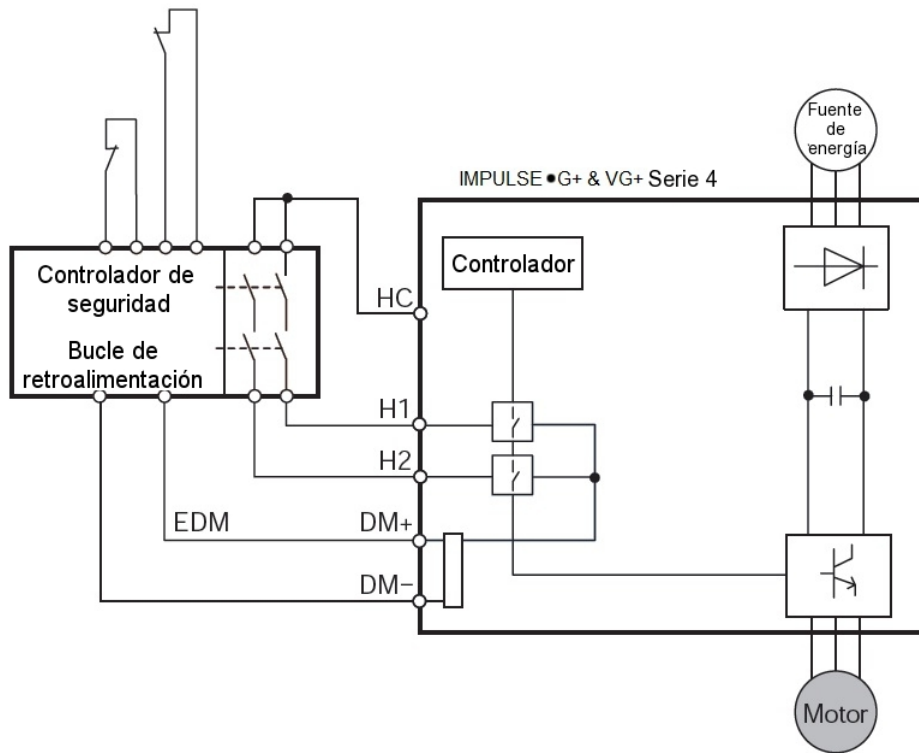 Fuente
de
energía
IMPULSE •G+ & VG+ Serie 4
Controlador de
seguridad
Bucle de
retroalimentación
Controlador
HC
H1
H2
EDM
DM+
DM−
Motor